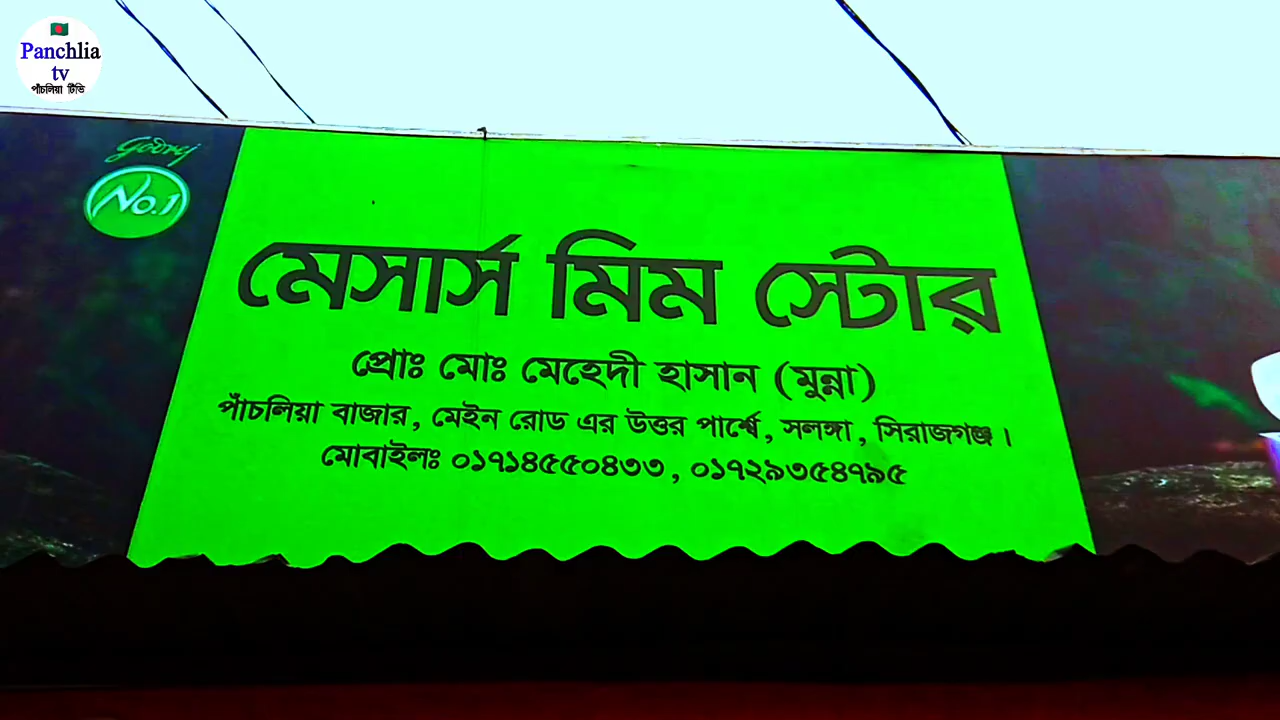 Panchlia
tv
পাঁচলিয়া টিভি
Godrej
No.1
মেসার্স মিম স্টোর
প্রোঃ মোঃ মেহেদী হাসান (মুন্না)
পাঁচলিয়া বাজার, মেইন রোড এর উত্তর পার্শ্বে, সলঙ্গা, সিরাজগঞ্জ।
মোবাইলঃ ০১৭১৪৫৫০৪৩৩, ০১৭২৯৩৫৪৭৯৫